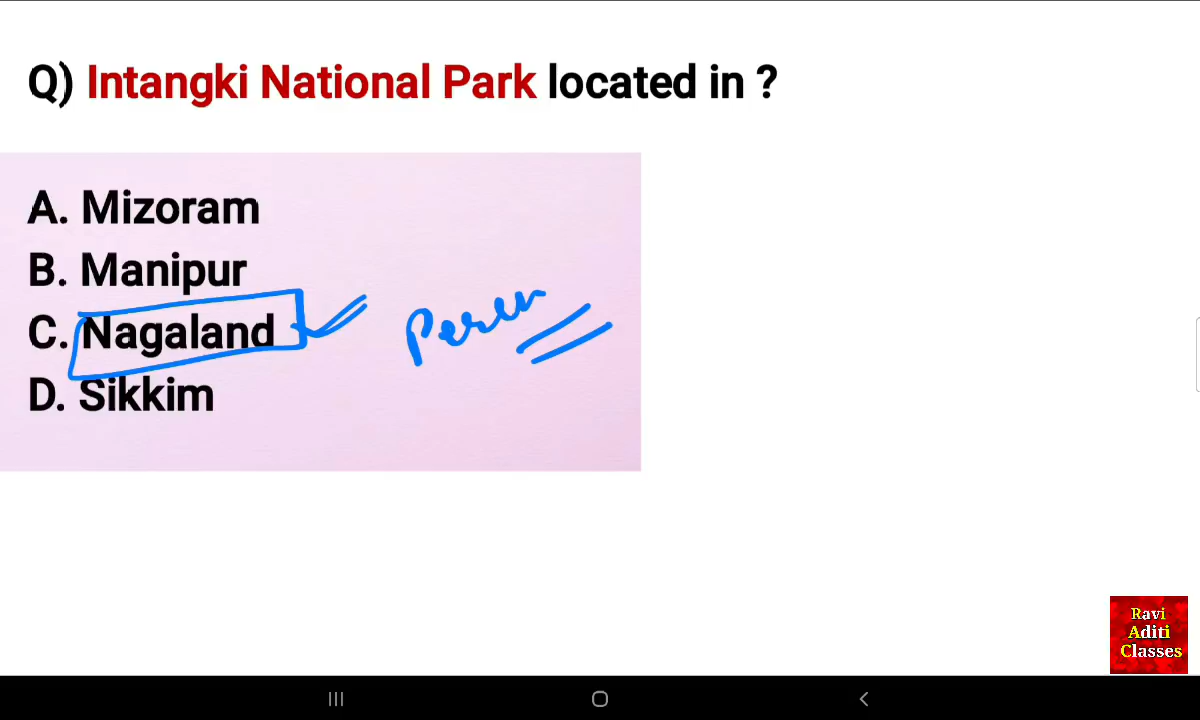 Q) Intangki National Park located in ?
A. Mizoram
B. Manipur
C. Nagaland
Peren
D. Sikkim
Ravi
Aditi
Classes